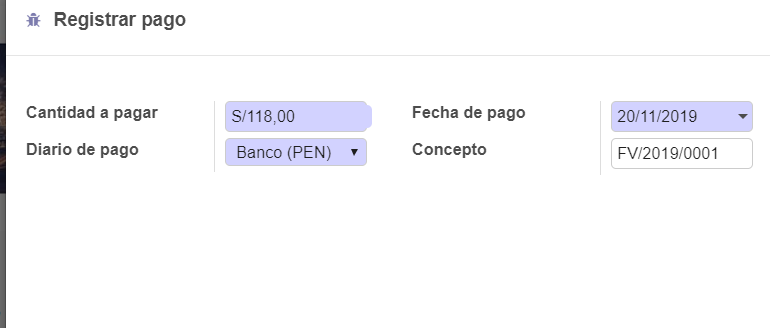 Registrar pago
Cantidad a pagar S/118,00 Fecha de pago 20/11/2019
Diario de pago Banco (PEN) Concepto FV/2019/0001